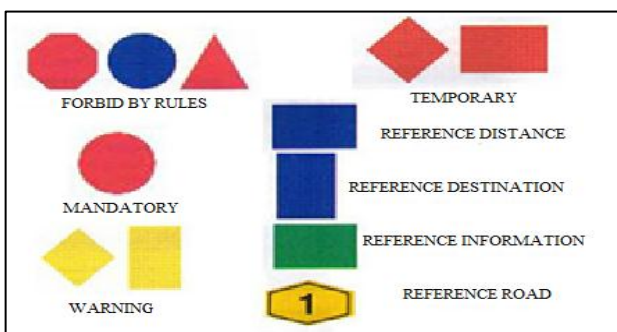 FORBID BY RULES
TEMPORARY
REFERENCE DISTANCE
MANDATORY
REFERENCE DESTINATION
REFERENCE INFORMATION
WARNING
1
REFERENCE ROAD